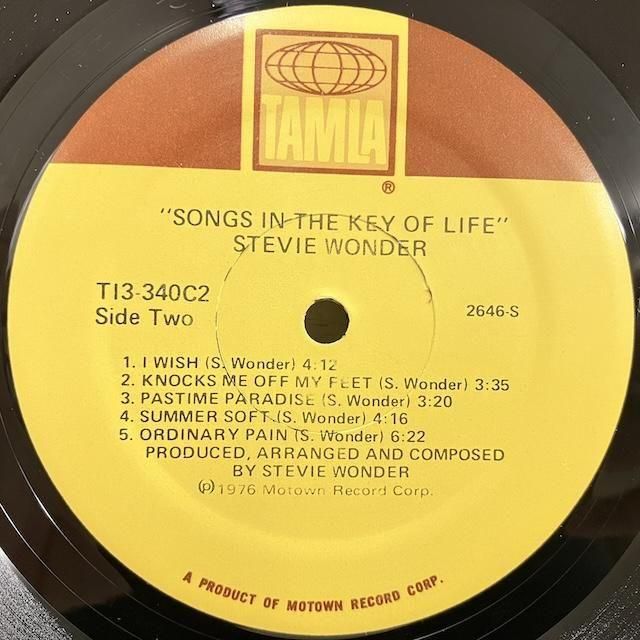 TAMLA
®
"SONGS IN THE KEY OF LIFE"
STEVIE WONDER
T13-340C2
Side Two
2646-S
1. I WISH (S. Wonder) 4:12
2. KNOCKS ME OFF MY FEET (S. Wonder) 3:35
3. PASTIME PARADISE (S. Wonder) 3:20
4. SUMMER SOFT (S. Wonder) 4:16
5. ORDINARY PAIN (S. Wonder) 6:22
PRODUCED, ARRANGED AND COMPOSED
BY STEVIE WONDER
℗ 1976 Motown Record Corp.
A PRODUCT OF MOTOWN RECORD CORP.